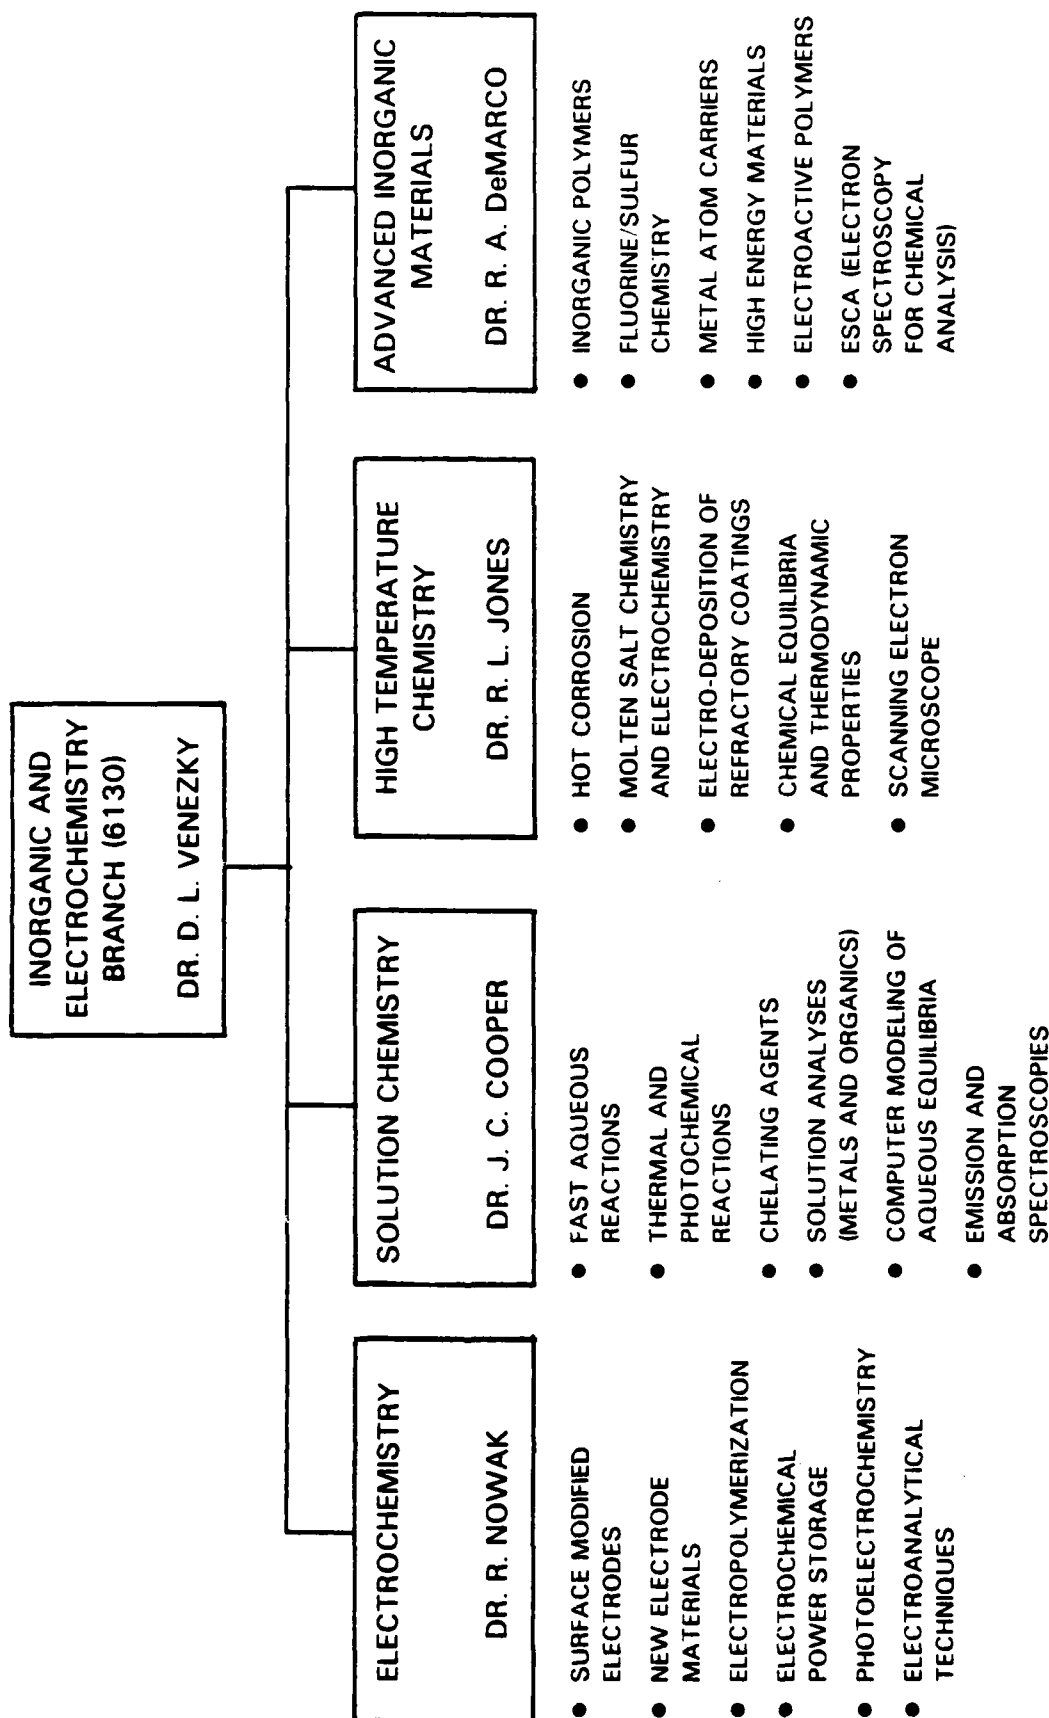 INORGANIC AND
ELECTROCHEMISTRY
BRANCH (6130)
DR. D. L. VENEZKY
ELECTROCHEMISTRY
DR. R. NOWAK
● SURFACE MODIFIED
ELECTRODES
● NEW ELECTRODE
MATERIALS
● ELECTROPOLYMERIZATION
● ELECTROCHEMICAL
POWER STORAGE
● PHOTOELECTROCHEMISTRY
● ELECTROANALYTICAL
TECHNIQUES
SOLUTION CHEMISTRY
DR. J. C. COOPER
● FAST AQUEOUS
REACTIONS
● THERMAL AND
PHOTOCHEMICAL
REACTIONS
● CHELATING AGENTS
● SOLUTION ANALYSES
(METALS AND ORGANICS)
● COMPUTER MODELING OF
AQUEOUS EQUILIBRIA
● EMISSION AND
ABSORPTION
SPECTROSCOPIES
HIGH TEMPERATURE
CHEMISTRY
DR. R. L. JONES
● HOT CORROSION
● MOLTEN SALT CHEMISTRY
AND ELECTROCHEMISTRY
● ELECTRO-DEPOSITION OF
REFRACTORY COATINGS
● CHEMICAL EQUILIBRIA
AND THERMODYNAMIC
PROPERTIES
● SCANNING ELECTRON
MICROSCOPE
ADVANCED INORGANIC
MATERIALS
DR. R. A. DeMARCO
● INORGANIC POLYMERS
● FLUORINE/SULFUR
CHEMISTRY
● METAL ATOM CARRIERS
● HIGH ENERGY MATERIALS
● ELECTROACTIVE POLYMERS
● ESCA (ELECTRON
SPECTROSCOPY
FOR CHEMICAL
ANALYSIS)